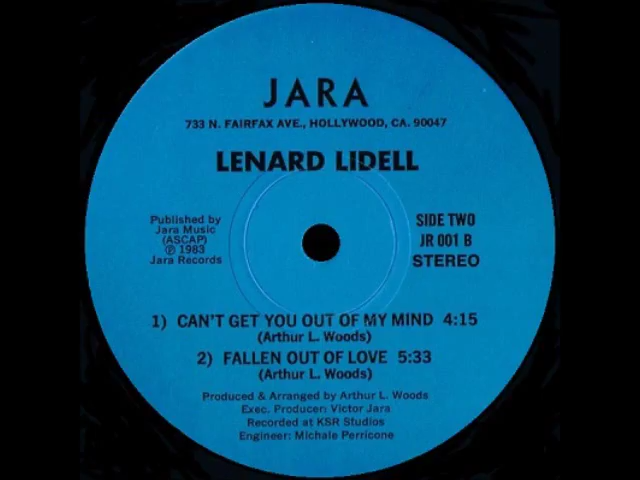 JARA
733 N. FAIRFAX AVE., HOLLYWOOD, CA. 90047
LENARD LIDELL
Published by
Jara Music
(ASCAP)
℗ 1983
Jara Records
SIDE TWO
JR 001 B
STEREO
1) CAN'T GET YOU OUT OF MY MIND 4:15
(Arthur L. Woods)
2) FALLEN OUT OF LOVE 5:33
(Arthur L. Woods)
Produced & Arranged by Arthur L. Woods
Exec. Producer: Victor Jara
Recorded at KSR Studios
Engineer: Michale Perricone